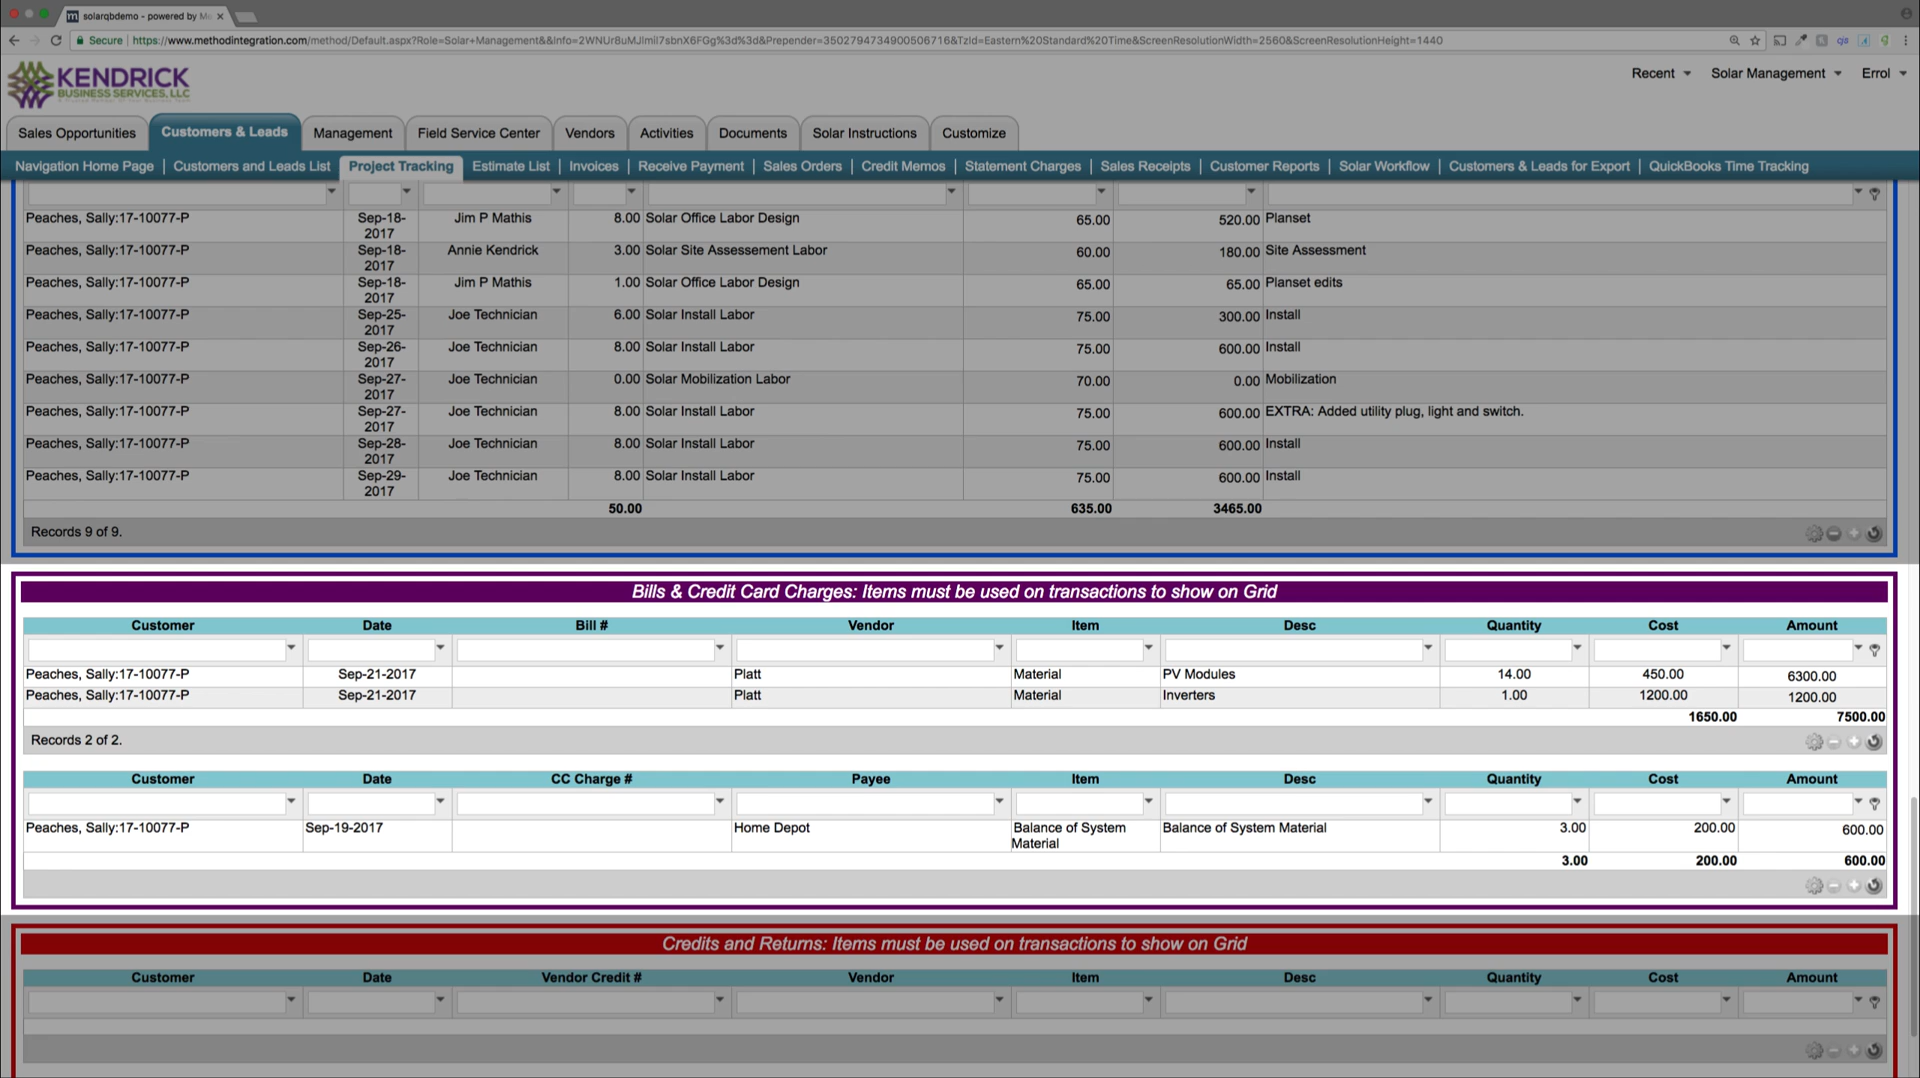 solarqbdemo - powered by Me
Secure | https://www.methodintegration.com/method/Default.aspx?Role=Solar+Management&&Info=2WNUr8uMJlmiI7sbnX6FGg%3d%3d&Prepender=3502794734900506716&TzId=Eastern%20Standard%20Time&ScreenResolutionWidth=2560&ScreenResolutionHeight=1440
KENDRICK
BUSINESS SERVICES, LLC
Recent Solar Management Errol
Sales Opportunities Customers & Leads Management Field Service Center Vendors Activities Documents Solar Instructions Customize
Navigation Home Page | Customers and Leads List Project Tracking Estimate List | Invoices | Receive Payment | Sales Orders | Credit Memos | Statement Charges | Sales Receipts | Customer Reports | Solar Workflow | Customers & Leads for Export | QuickBooks Time Tracking
Peaches, Sally:17-10077-P Sep-18-2017 Jim P Mathis 8.00 Solar Office Labor Design 65.00 520.00 Planset
Peaches, Sally:17-10077-P Sep-18-2017 Annie Kendrick 3.00 Solar Site Assessement Labor 60.00 180.00 Site Assessment
Peaches, Sally:17-10077-P Sep-18-2017 Jim P Mathis 1.00 Solar Office Labor Design 65.00 65.00 Planset edits
Peaches, Sally:17-10077-P Sep-25-2017 Joe Technician 6.00 Solar Install Labor 75.00 300.00 Install
Peaches, Sally:17-10077-P Sep-26-2017 Joe Technician 8.00 Solar Install Labor 75.00 600.00 Install
Peaches, Sally:17-10077-P Sep-27-2017 Joe Technician 0.00 Solar Mobilization Labor 70.00 0.00 Mobilization
Peaches, Sally:17-10077-P Sep-27-2017 Joe Technician 8.00 Solar Install Labor 75.00 600.00 EXTRA: Added utility plug, light and switch.
Peaches, Sally:17-10077-P Sep-28-2017 Joe Technician 8.00 Solar Install Labor 75.00 600.00 Install
Peaches, Sally:17-10077-P Sep-29-2017 Joe Technician 8.00 Solar Install Labor 75.00 600.00 Install
50.00 635.00 3465.00
Records 9 of 9.
Bills & Credit Card Charges: Items must be used on transactions to show on Grid
Customer Date Bill # Vendor Item Desc Quantity Cost Amount
Peaches, Sally:17-10077-P Sep-21-2017 Platt Material PV Modules 14.00 450.00 6300.00
Peaches, Sally:17-10077-P Sep-21-2017 Platt Material Inverters 1.00 1200.00 1200.00
1650.00 7500.00
Records 2 of 2.
Customer Date CC Charge # Payee Item Desc Quantity Cost Amount
Peaches, Sally:17-10077-P Sep-19-2017 Home Depot Balance of System Material Balance of System Material 3.00 200.00 600.00
3.00 200.00 600.00
Credits and Returns: Items must be used on transactions to show on Grid
Customer Date Vendor Credit # Vendor Item Desc Quantity Cost Amount